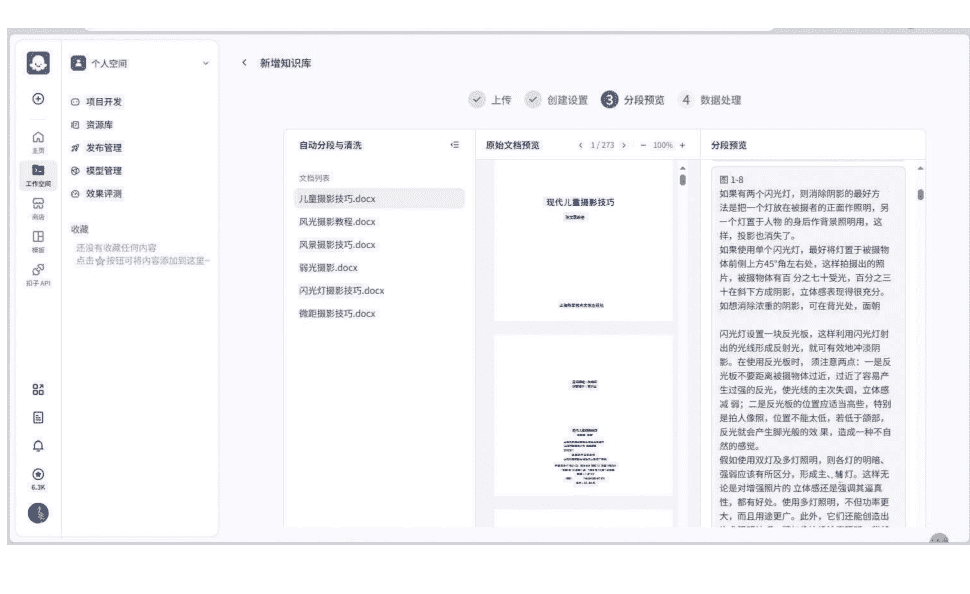 个人空间
新增知识库
项目开发
资源库
发布管理
模型管理
效果评测
收藏
还没有收藏任何内容
点击☆按钮可将内容添加到这里~
主页
工作空间
商店
模板
扣子 API
6.3K
上传
创建设置
3 分段预览
4 数据处理
自动分段与清洗
文档列表
儿童摄影技巧.docx
风光摄影教程.docx
风景摄影技巧.docx
弱光摄影.docx
闪光灯摄影技巧.docx
微距摄影技巧.docx
原始文档预览
1 / 273
− 100% +
现代儿童摄影技巧
分段预览
图 1-8
如果有两个闪光灯，则消除阴影的最好方
法是把一个灯放在被摄者的正面作照明，另
一个灯置于人物 的身后作背景照明用，这
样，投影也消失了。
如果使用单个闪光灯，最好将灯置于被摄物
体前侧上方45°角左右处，这样拍摄出的照
片，被摄物体有百 分之七十受光，百分之三
十在斜下方成阴影，立体感表现得很充分。
如想消除浓重的阴影，可在背光处，面朝
闪光灯设置一块反光板，这样利用闪光灯射
出的光线形成反射光，就可有效地冲淡阴
影。在使用反光板时， 须注意两点：一是反
光板不要距离被摄物体过近，过近了容易产
生过强的反光，使光线的主次失调，立体感
减 弱；二是反光板的位置应适当高些，特别
是拍人像照，位置不能太低，若低于颌部，
反光就会产生脚光般的效 果，造成一种不自
然的感觉。
假如使用双灯及多灯照明，则各灯的明暗、
强弱应该有所区分，形成主、辅灯。这样无
论是对增强照片的 立体感还是强调其逼真
性，都有好处。使用多灯照明，不但功率更
大，而且用途更广。此外，它们还能创造出